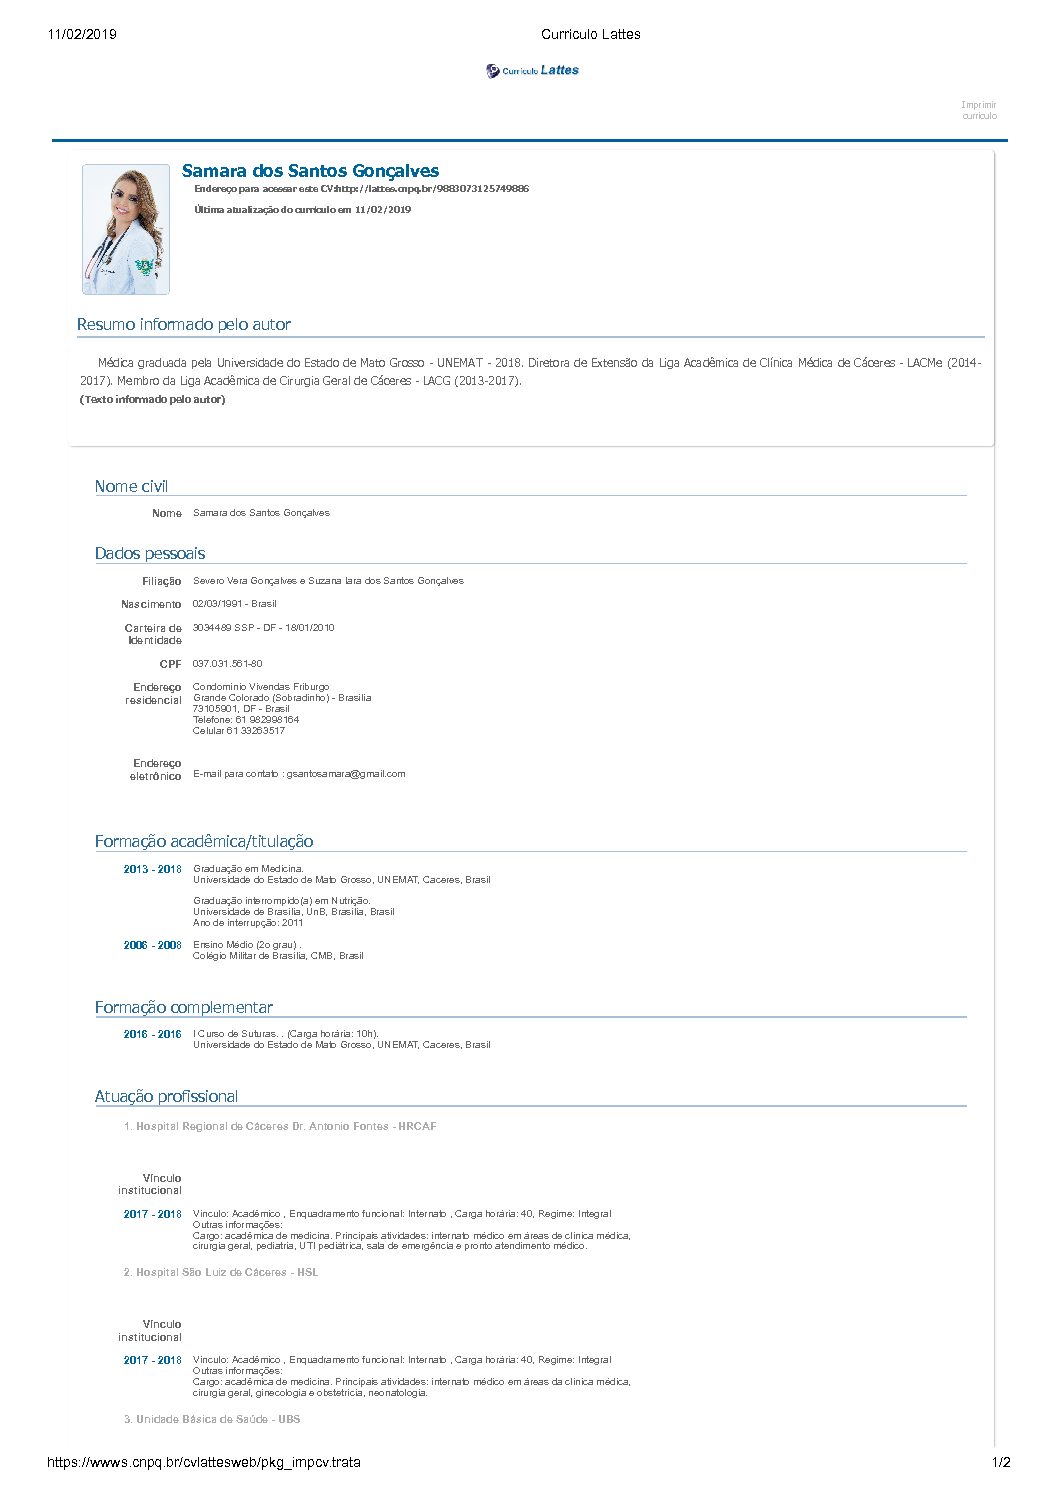 11/02/2019
Currículo Lattes
Currículo Lattes
Imprimir
currículo
Samara dos Santos Gonçalves
Endereço para acessar este CV:http://lattes.cnpq.br/9883073125749886
Última atualização do currículo em 11/02/2019
Resumo informado pelo autor
Médica graduada pela Universidade do Estado de Mato Grosso - UNEMAT - 2018. Diretora de Extensão da Liga Acadêmica de Clínica Médica de Cáceres - LACMe (2014-
2017). Membro da Liga Acadêmica de Cirurgia Geral de Cáceres - LACG (2013-2017).
(Texto informado pelo autor)
Nome civil
Nome Samara dos Santos Gonçalves
Dados pessoais
Filiação Severo Vera Gonçalves e Suzana Iara dos Santos Gonçalves
Nascimento 02/03/1991 - Brasil
Carteira de 3034489 SSP - DF - 18/01/2010
Identidade
CPF 037.031.561-80
Endereço Condomínio Vivendas Friburgo
residencial Grande Colorado (Sobradinho) - Brasilia
73105901, DF - Brasil
Telefone: 61 982998164
Celular 61 33263517
Endereço
eletrônico E-mail para contato : gsantosamara@gmail.com
Formação acadêmica/titulação
2013 - 2018 Graduação em Medicina.
Universidade do Estado de Mato Grosso, UNEMAT, Caceres, Brasil
Graduação interrompido(a) em Nutrição.
Universidade de Brasília, UnB, Brasilia, Brasil
Ano de interrupção: 2011
2006 - 2008 Ensino Médio (2o grau) .
Colégio Militar de Brasília, CMB, Brasil
Formação complementar
2016 - 2016 I Curso de Suturas. . (Carga horária: 10h).
Universidade do Estado de Mato Grosso, UNEMAT, Caceres, Brasil
Atuação profissional
1. Hospital Regional de Cáceres Dr. Antonio Fontes - HRCAF
Vínculo
institucional
2017 - 2018 Vínculo: Acadêmico , Enquadramento funcional: Internato , Carga horária: 40, Regime: Integral
Outras informações:
Cargo: acadêmica de medicina. Principais atividades: internato médico em áreas de clínica médica,
cirurgia geral, pediatria, UTI pediátrica, sala de emergência e pronto atendimento médico.
2. Hospital São Luiz de Cáceres - HSL
Vínculo
institucional
2017 - 2018 Vínculo: Acadêmico , Enquadramento funcional: Internato , Carga horária: 40, Regime: Integral
Outras informações:
Cargo: acadêmica de medicina. Principais atividades: internato médico em áreas da clínica médica,
cirurgia geral, ginecologia e obstetrícia, neonatologia.
3. Unidade Básica de Saúde - UBS
https://wwws.cnpq.br/cvlattesweb/pkg_impcv.trata
1/2